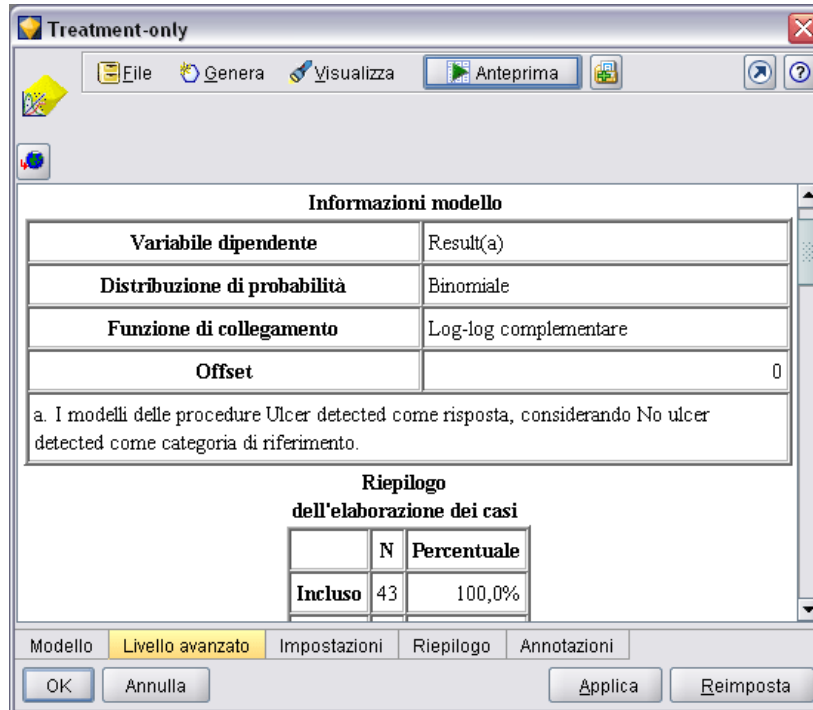 Treatment-only
File Genera Visualizza Anteprima
Informazioni modello
Variabile dipendente Result(a)
Distribuzione di probabilità Binomiale
Funzione di collegamento Log-log complementare
Offset 0
a. I modelli delle procedure Ulcer detected come risposta, considerando No ulcer
detected come categoria di riferimento.
Riepilogo
dell'elaborazione dei casi
N Percentuale
Incluso 43 100,0%
Modello Livello avanzato Impostazioni Riepilogo Annotazioni
OK Annulla Applica Reimposta